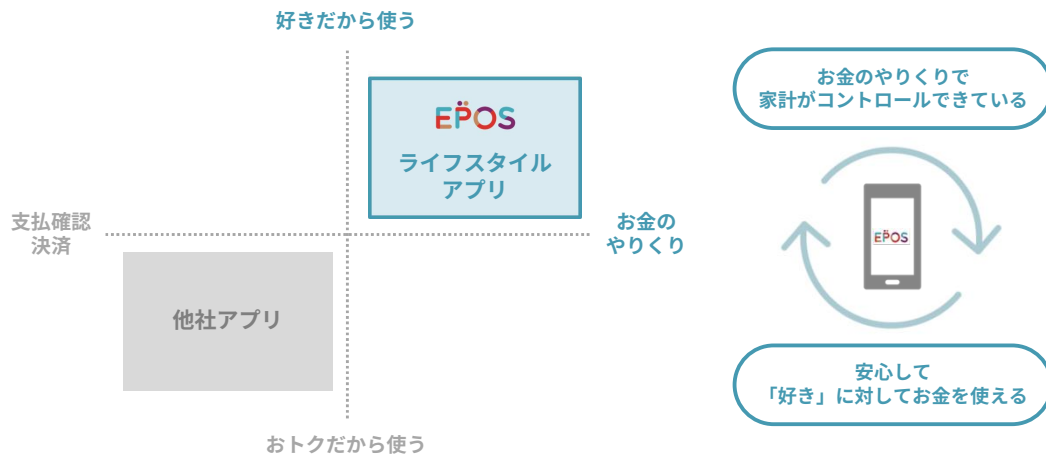 好きだから使う
EPOS
ライフスタイル
アプリ
支払確認
決済
お金の
やりくり
他社アプリ
おトクだから使う
お金のやりくりで
家計がコントロールできている
EPOS
安心して
「好き」に対してお金を使える